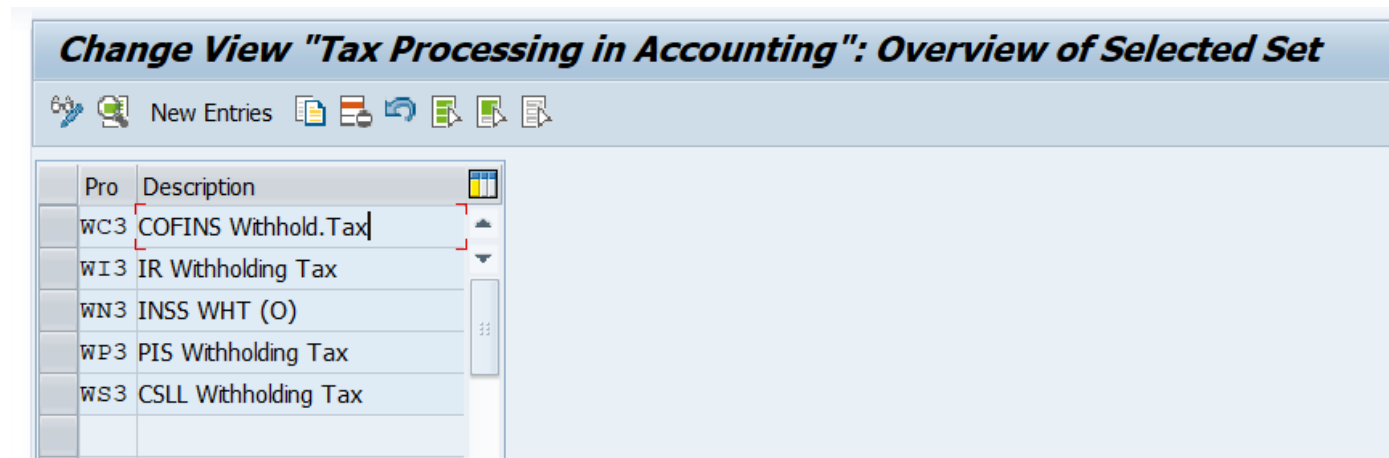 Change View "Tax Processing in Accounting": Overview of Selected Set
New Entries
Pro Description
WC3 COFINS Withhold.Tax
WI3 IR Withholding Tax
WN3 INSS WHT (O)
WP3 PIS Withholding Tax
WS3 CSLL Withholding Tax